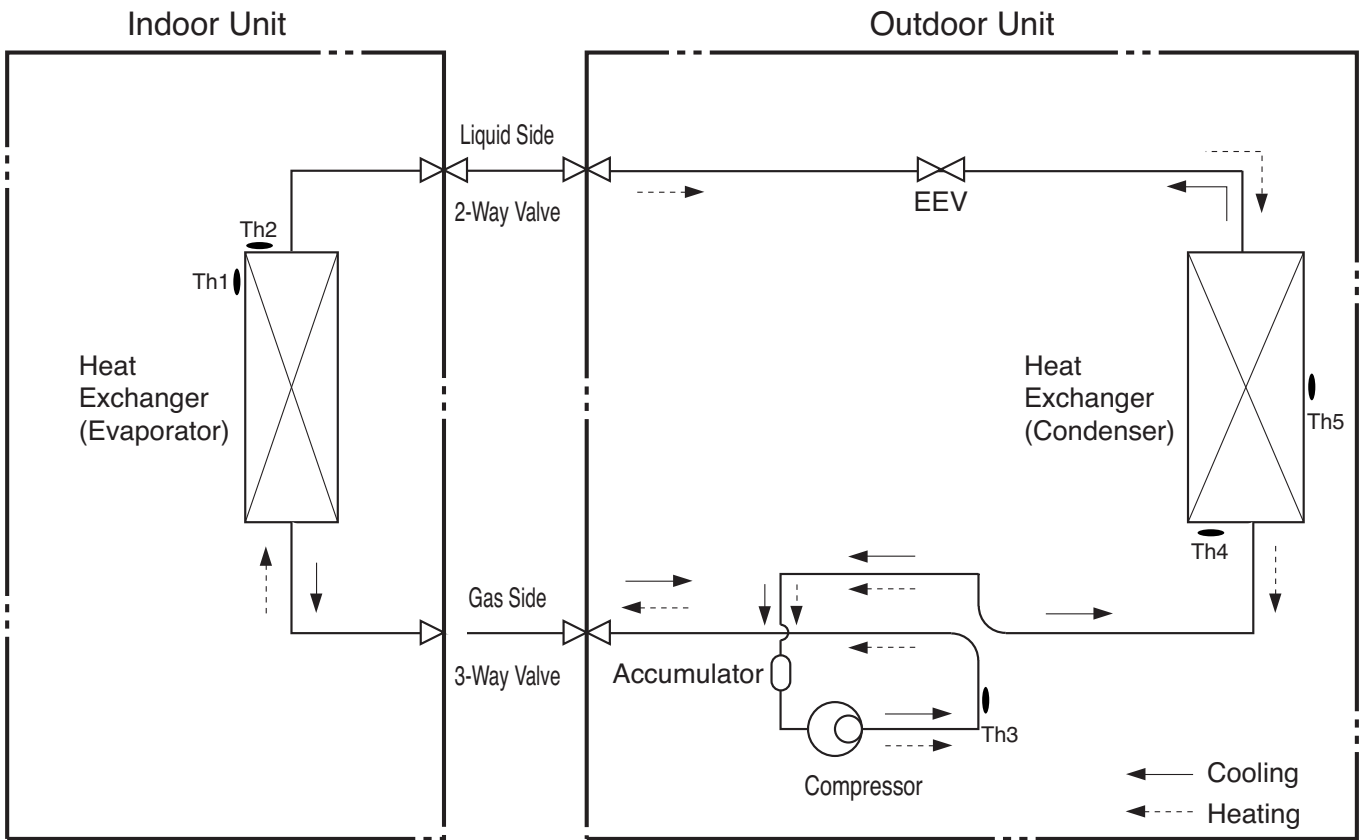 Indoor Unit
Outdoor Unit
Liquid Side
2-Way Valve
EEV
Th2
Th1
Heat
Exchanger
(Evaporator)
Heat
Exchanger
(Condenser)
Th5
Th4
Gas Side
3-Way Valve
Accumulator
Th3
Compressor
Cooling
Heating